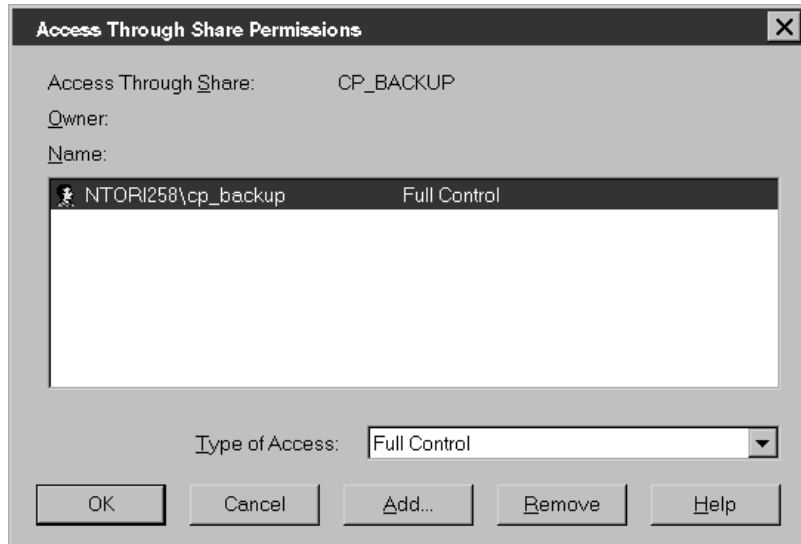 Access Through Share Permissions
Access Through Share: CP_BACKUP
Owner:
Name:
NTORI258\cp_backup Full Control
Type of Access: Full Control
OK Cancel Add... Remove Help